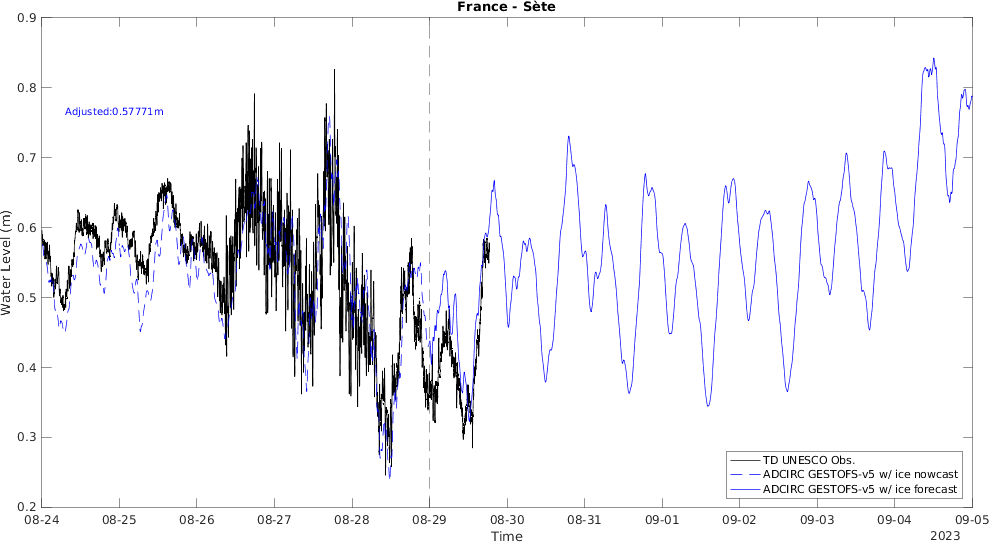 France - Sète
0.9
0.8
0.7
0.6
0.5
0.4
0.3
0.2
Water Level (m)
Adjusted:0.57771m
TD UNESCO Obs.
ADCIRC GESTOFS-v5 w/ ice nowcast
ADCIRC GESTOFS-v5 w/ ice forecast
08-24 08-25 08-26 08-27 08-28 08-29 08-30 08-31 09-01 09-02 09-03 09-04 09-05
Time
2023